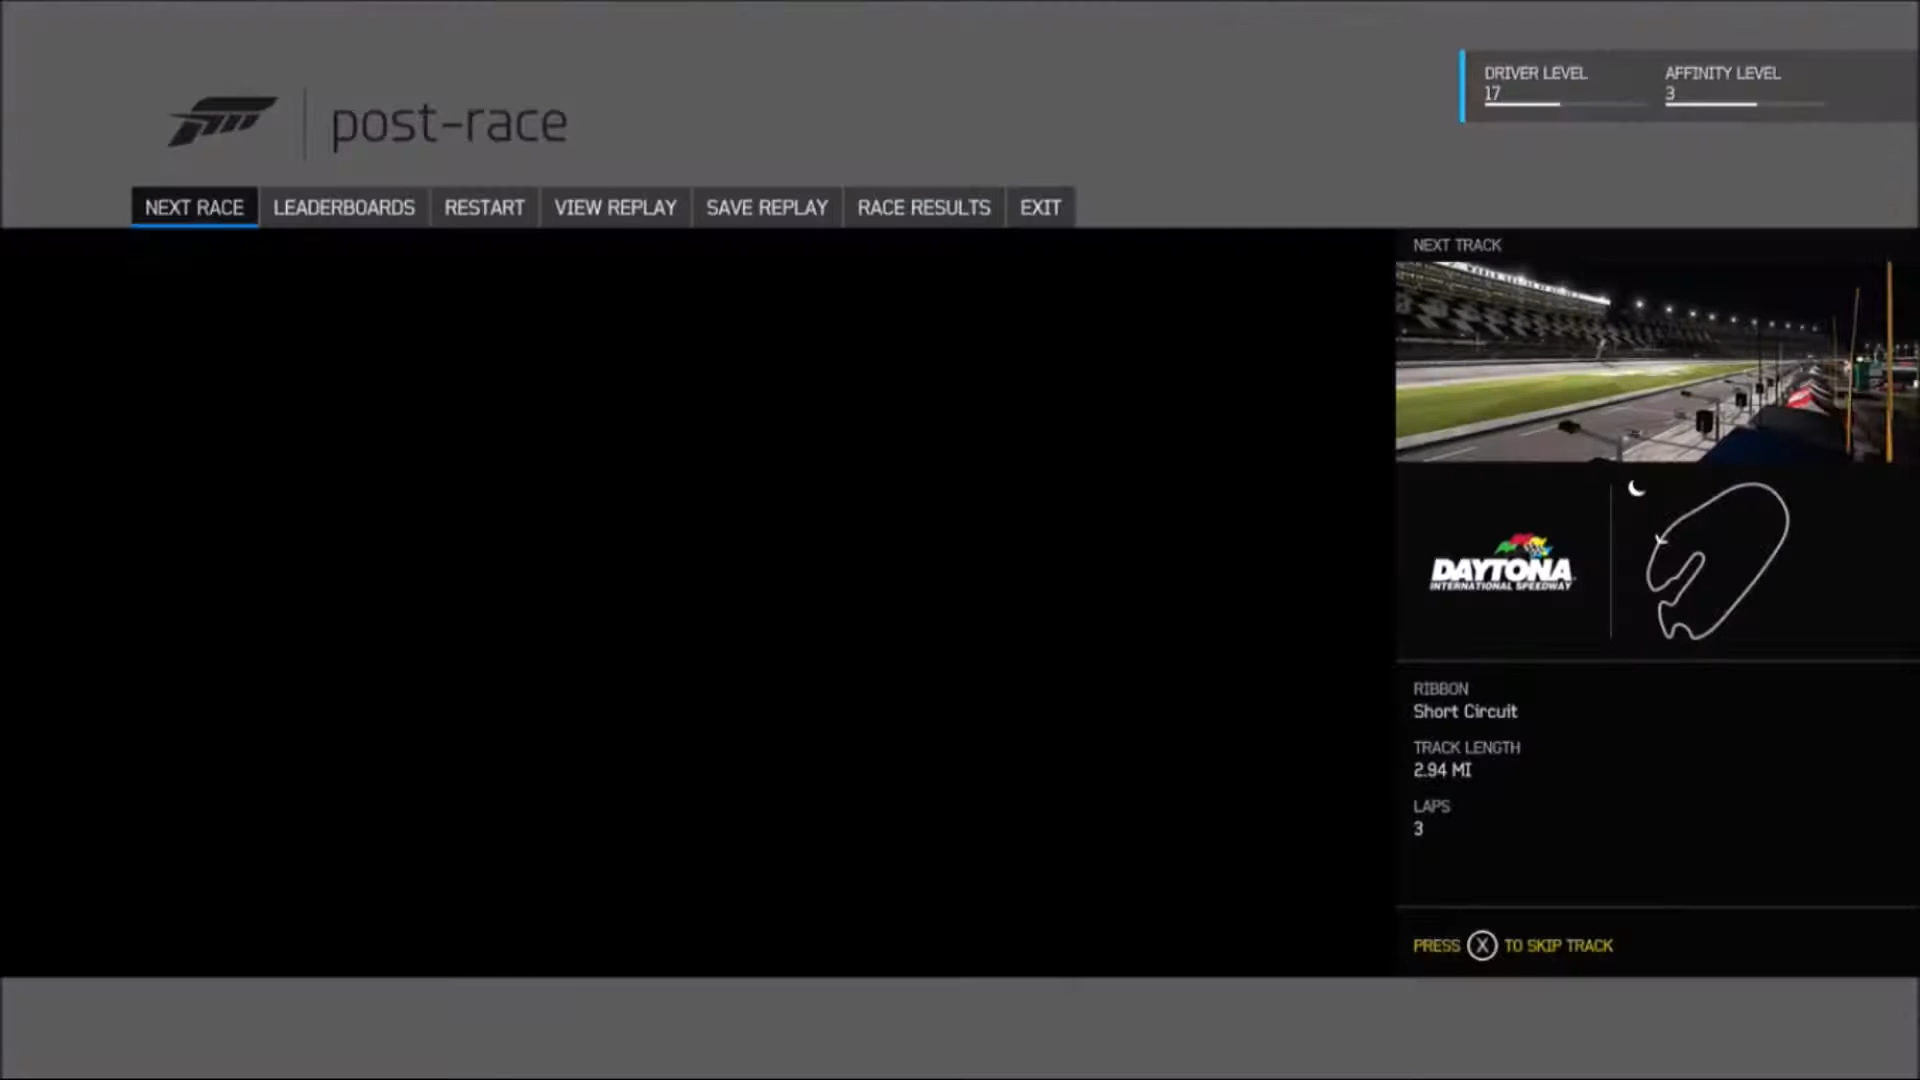 post-race
DRIVER LEVEL
17
AFFINITY LEVEL
3
NEXT RACE
LEADERBOARDS
RESTART
VIEW REPLAY
SAVE REPLAY
RACE RESULTS
EXIT
NEXT TRACK
DAYTONA
INTERNATIONAL SPEEDWAY
RIBBON
Short Circuit
TRACK LENGTH
2.94 MI
LAPS
3
PRESS X TO SKIP TRACK